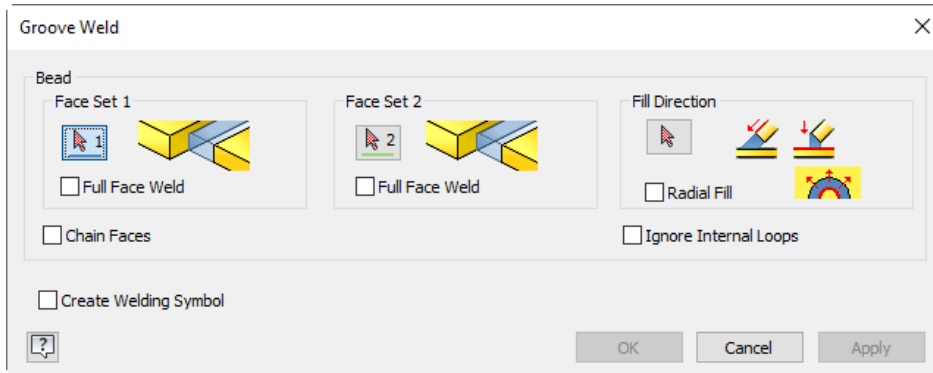 Groove Weld
Bead
Face Set 1
Face Set 2
Fill Direction
1
2
Full Face Weld
Full Face Weld
Radial Fill
Chain Faces
Ignore Internal Loops
Create Welding Symbol
?
OK
Cancel
Apply